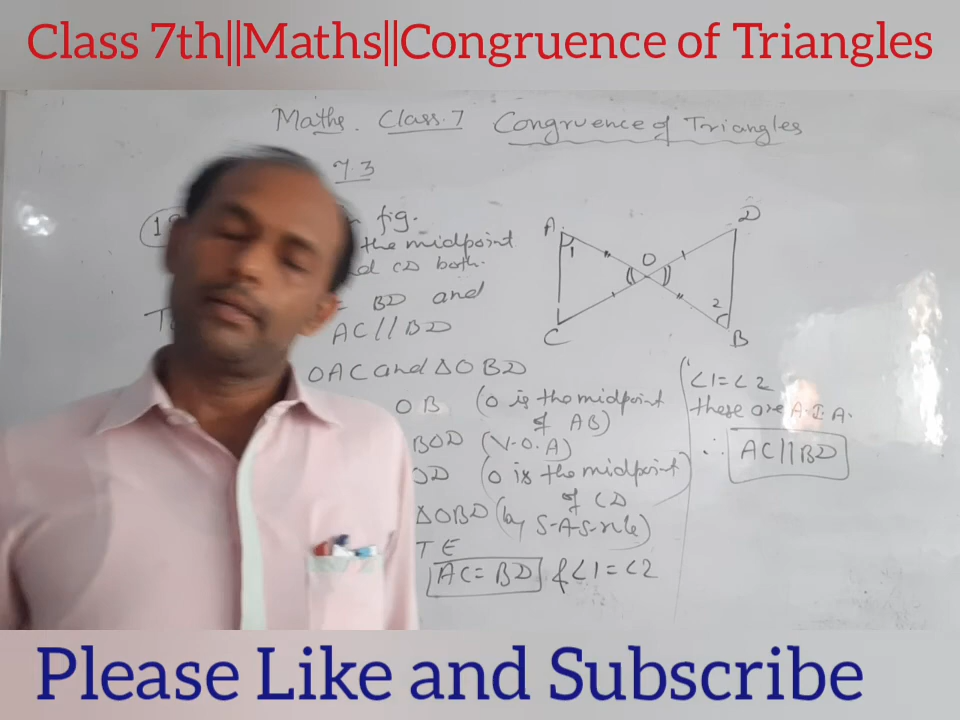 Class 7th||Maths||Congruence of Triangles
Maths. Class.7 Congruence of Triangles
7.3
fig.
the midpoint
CD both.
= BD and
AC // BD
A
1
O
D
2
C
B
OAC and ΔOBD
OB (O is the midpoint
of AB)
BOD (V.O.A)
OD (O is the midpoint
of CD
ΔOBD (by S-A-S-rule)
T E
AC = BD & ∠1 = ∠2
∠1 = ∠2
these are A.I.A.
∴ AC || BD
Please Like and Subscribe